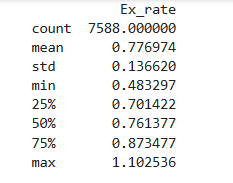 Ex_rate
count 7588.000000
mean 0.776974
std 0.136620
min 0.483297
25% 0.701422
50% 0.761377
75% 0.873477
max 1.102536